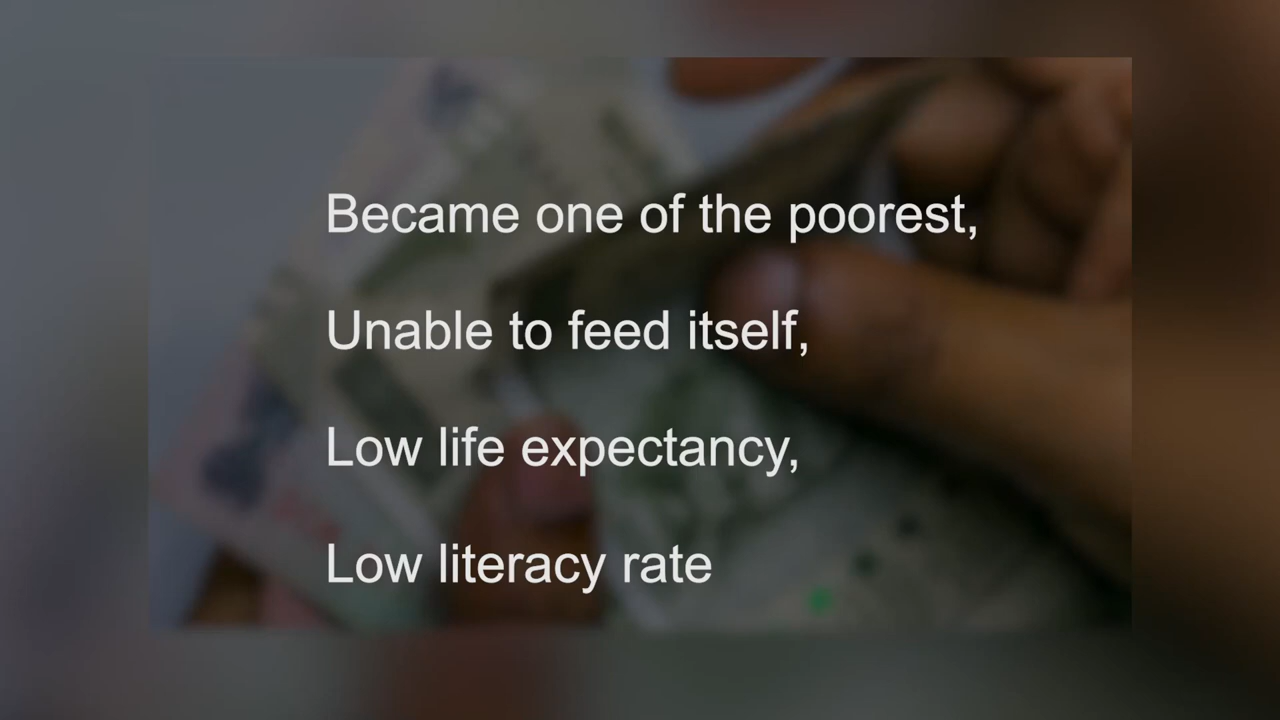 Became one of the poorest,
Unable to feed itself,
Low life expectancy,
Low literacy rate